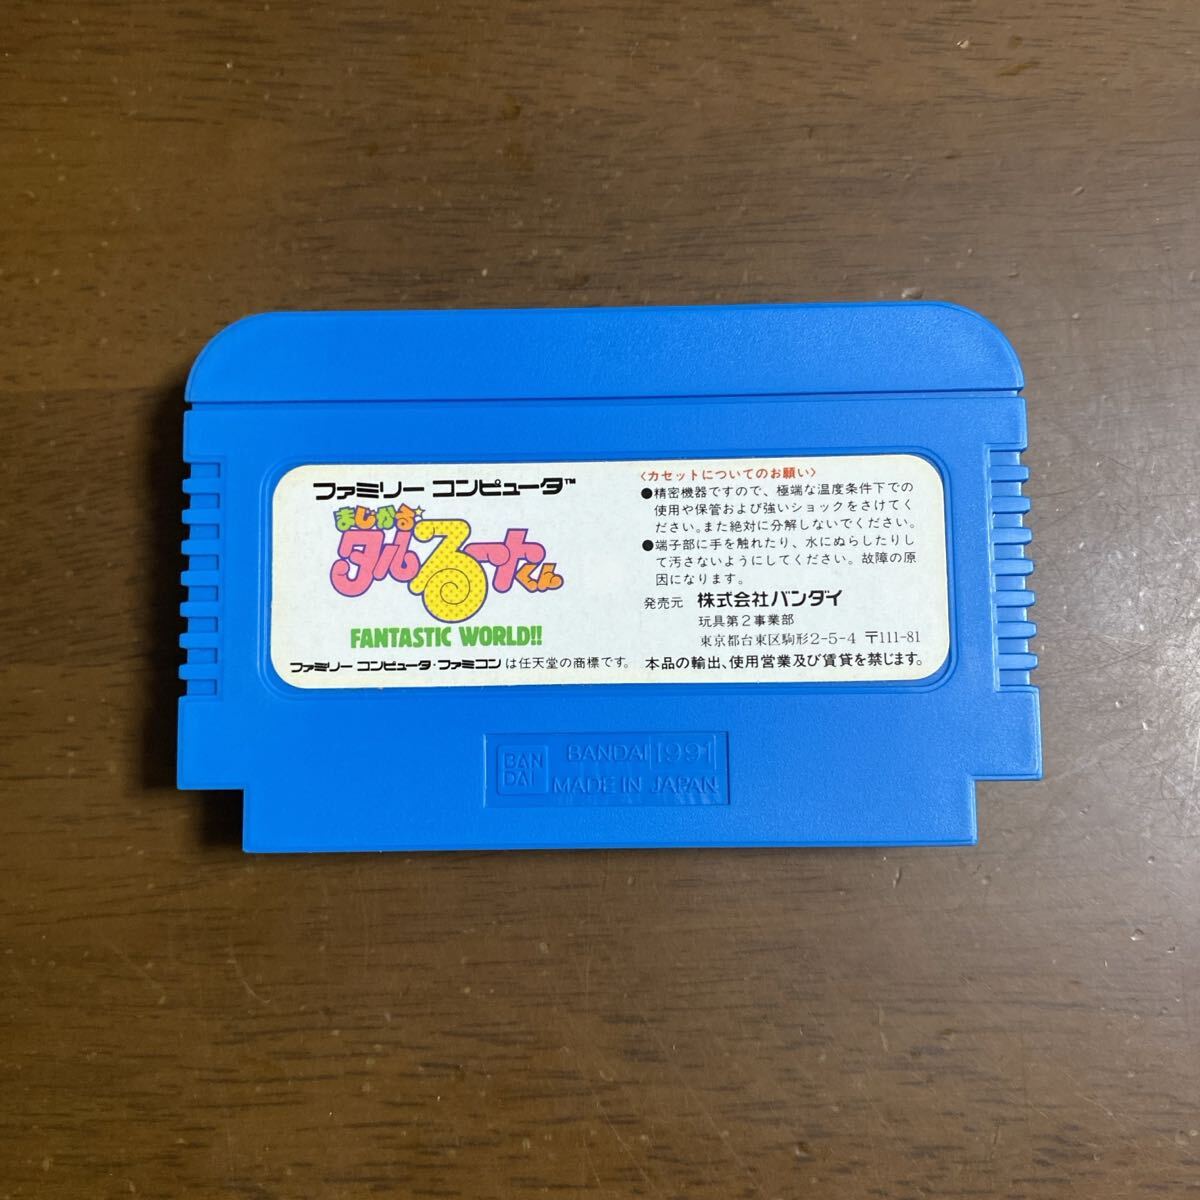 ファミリー コンピュータ™
まじかる☆
タルるートくん
FANTASTIC WORLD!!
ファミリー コンピュータ・ファミコン は任天堂の商標です。
〈カセットについてのお願い〉
●精密機器ですので、極端な温度条件下での
使用や保管および強いショックをさけてく
ださい。また絶対に分解しないでください。
●端子部に手を触れたり、水にぬらしたりし
て汚さないようにしてください。故障の原
因になります。
発売元 株式会社バンダイ
玩具第2事業部
東京都台東区駒形2-5-4 〒111-81
本品の輸出、使用営業及び賃貸を禁じます。
BAN
DAI
BANDAI 1991
MADE IN JAPAN